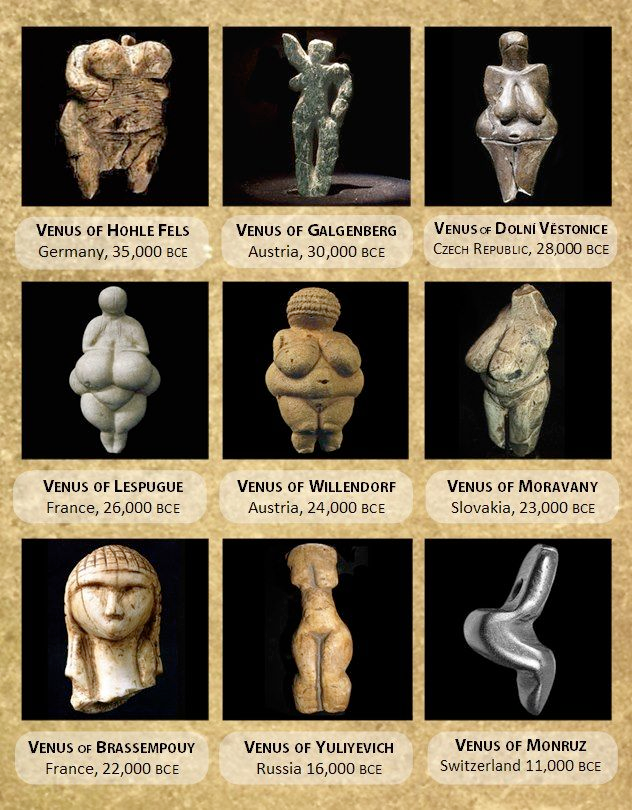 Venus of Hohle Fels
Germany, 35,000 BCE
Venus of Galgenberg
Austria, 30,000 BCE
Venus of Dolní Vĕstonice
Czech Republic, 28,000 BCE
Venus of Lespugue
France, 26,000 BCE
Venus of Willendorf
Austria, 24,000 BCE
Venus of Moravany
Slovakia, 23,000 BCE
Venus of Brassempouy
France, 22,000 BCE
Venus of Yuliyevich
Russia 16,000 BCE
Venus of Monruz
Switzerland 11,000 BCE